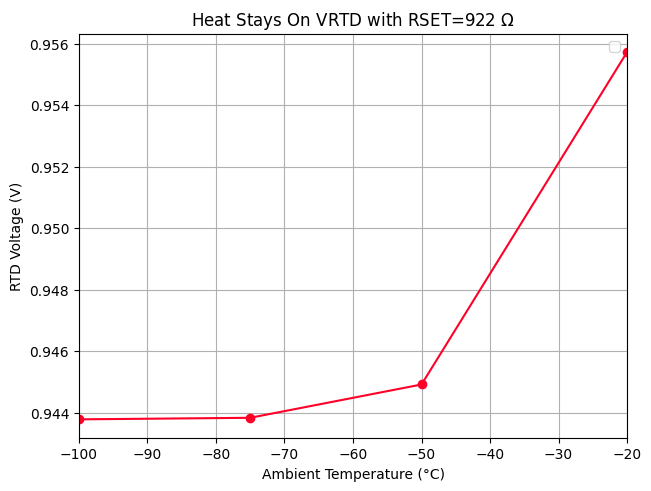 Heat Stays On VRTD with RSET=922 Ω
0.956
0.954
0.952
0.950
0.948
0.946
0.944
RTD Voltage (V)
−100 −90 −80 −70 −60 −50 −40 −30 −20
Ambient Temperature (°C)